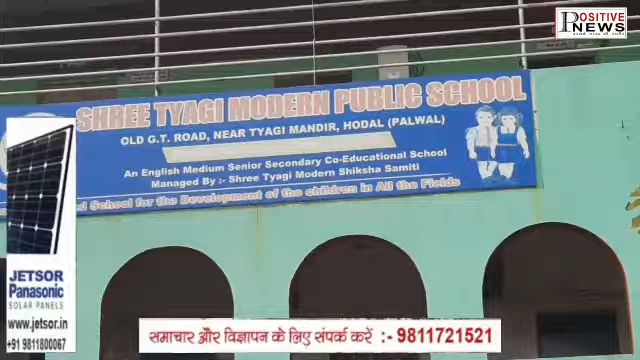 POSITIVE
NEWS
SHREE TYAGI MODERN PUBLIC SCHOOL
OLD G.T. ROAD, NEAR TYAGI MANDIR, HODAL (PALWAL)
An English Medium Senior Secondary Co-Educational School
Managed By :- Shree Tyagi Modern Shiksha Samiti
School for the Development of the children in All the Fields
JETSOR
Panasonic
SOLAR PANELS
www.jetsor.in
+91 9811800067
समाचार और विज्ञापन के लिए संपर्क करें :- 9811721521